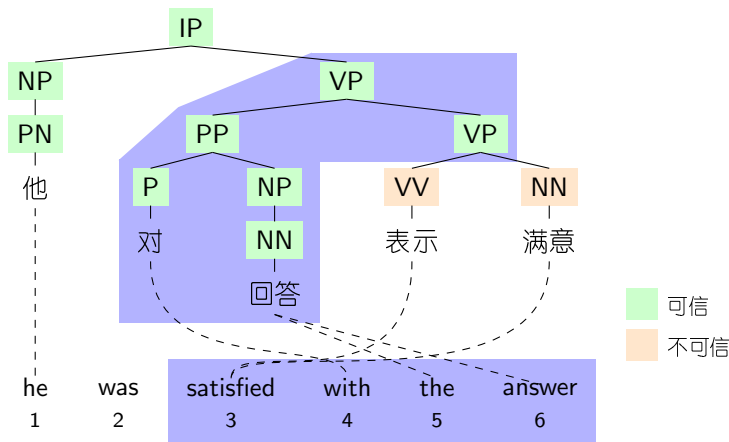 IP
NP VP
PN PP VP
他 P NP VV NN
对 NN 表示 满意
回答
可信
不可信
he was satisfied with the answer
1 2 3 4 5 6